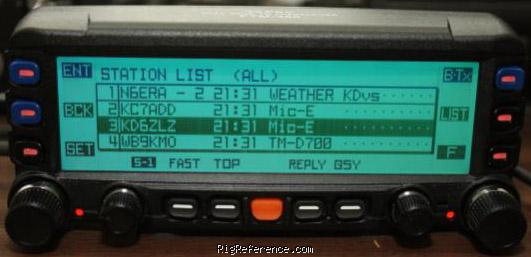 ENT STATION LIST (ALL) BTx
1 N6ERA - 2 21:31 WEATHER KDvs
BCK 2 KC7ADD 21:31 Mic-E LIST
3 KD6ZLZ 21:31 Mic-E
SET 4 WB9KMO 21:31 TM-D700 F
S-1 FAST TOP REPLY QSY
RigReference.com